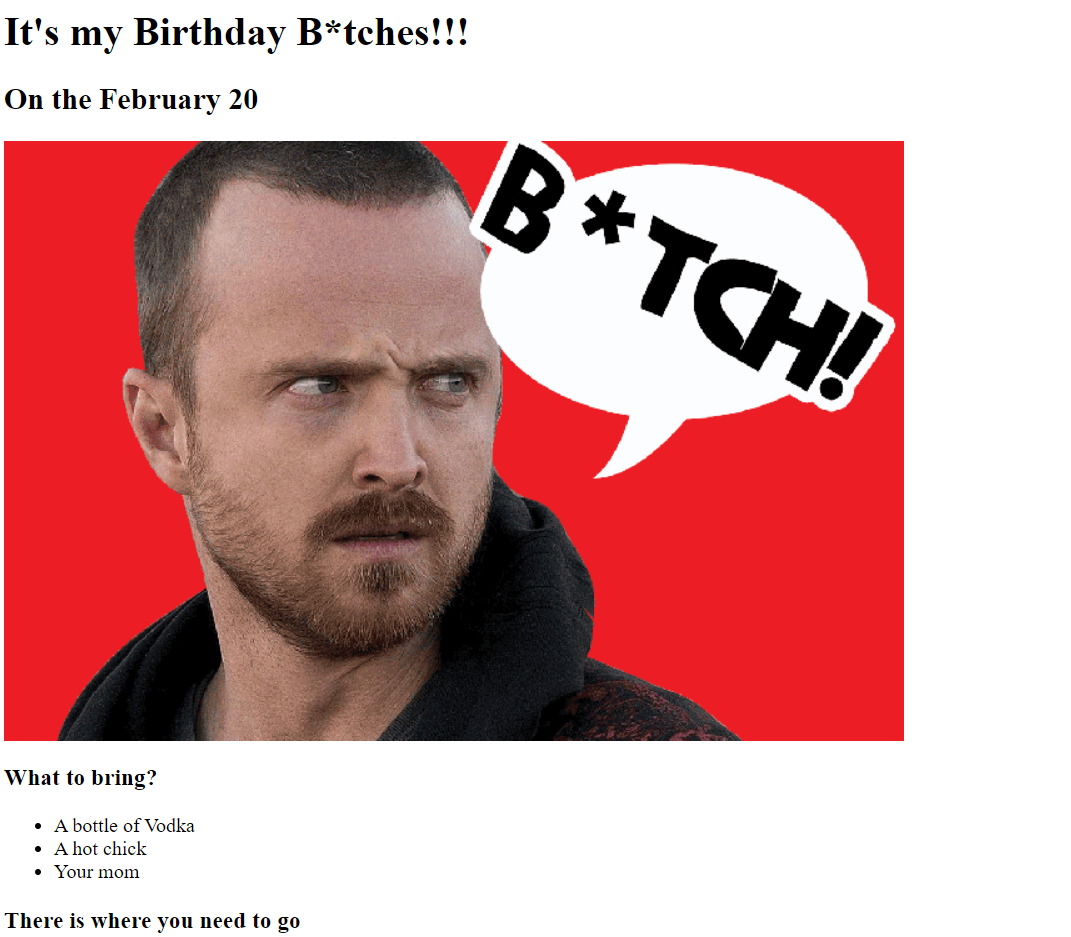 It's my Birthday B*tches!!!
On the February 20
B*TCH!
What to bring?
• A bottle of Vodka
• A hot chick
• Your mom
There is where you need to go